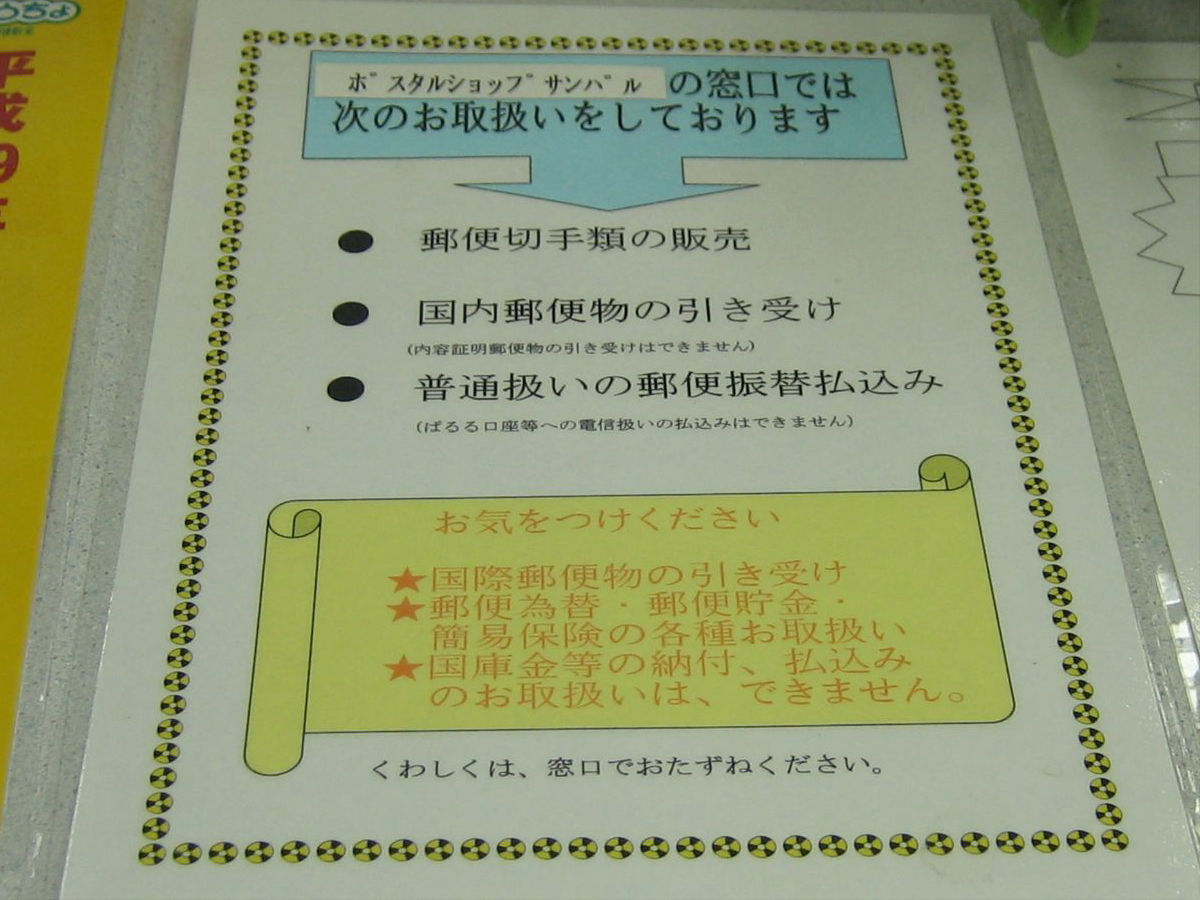 ポスタルショップサンパル の窓口では
次のお取扱いをしております
● 郵便切手類の販売
● 国内郵便物の引き受け
(内容証明郵便物の引き受けはできません)
● 普通扱いの郵便振替払込み
(ぱるる口座等への電信扱いの払込みはできません)
お気をつけください
★国際郵便物の引き受け
★郵便為替・郵便貯金・
簡易保険の各種お取扱い
★国庫金等の納付、払込み
のお取扱いは、できません。
くわしくは、窓口でおたずねください。
平成
9